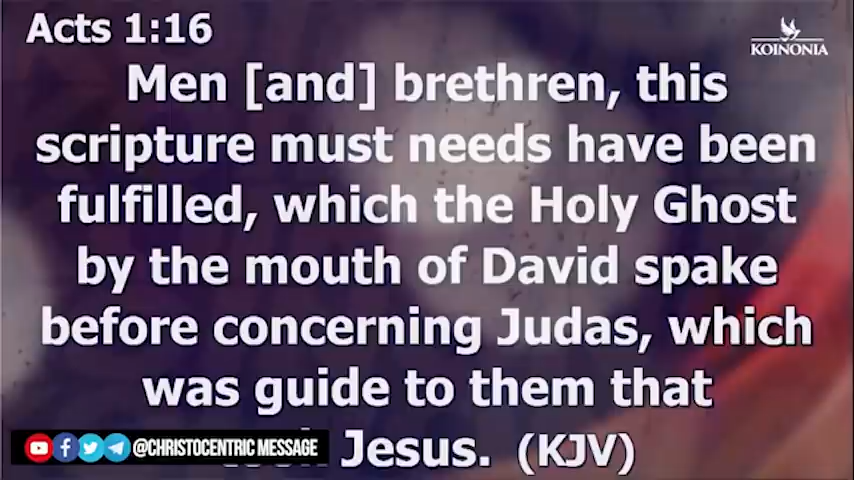 Acts 1:16
KOINONIA
Men [and] brethren, this
scripture must needs have been
fulfilled, which the Holy Ghost
by the mouth of David spake
before concerning Judas, which
was guide to them that
Jesus. (KJV)
@CHRISTOCENTRIC MESSAGE